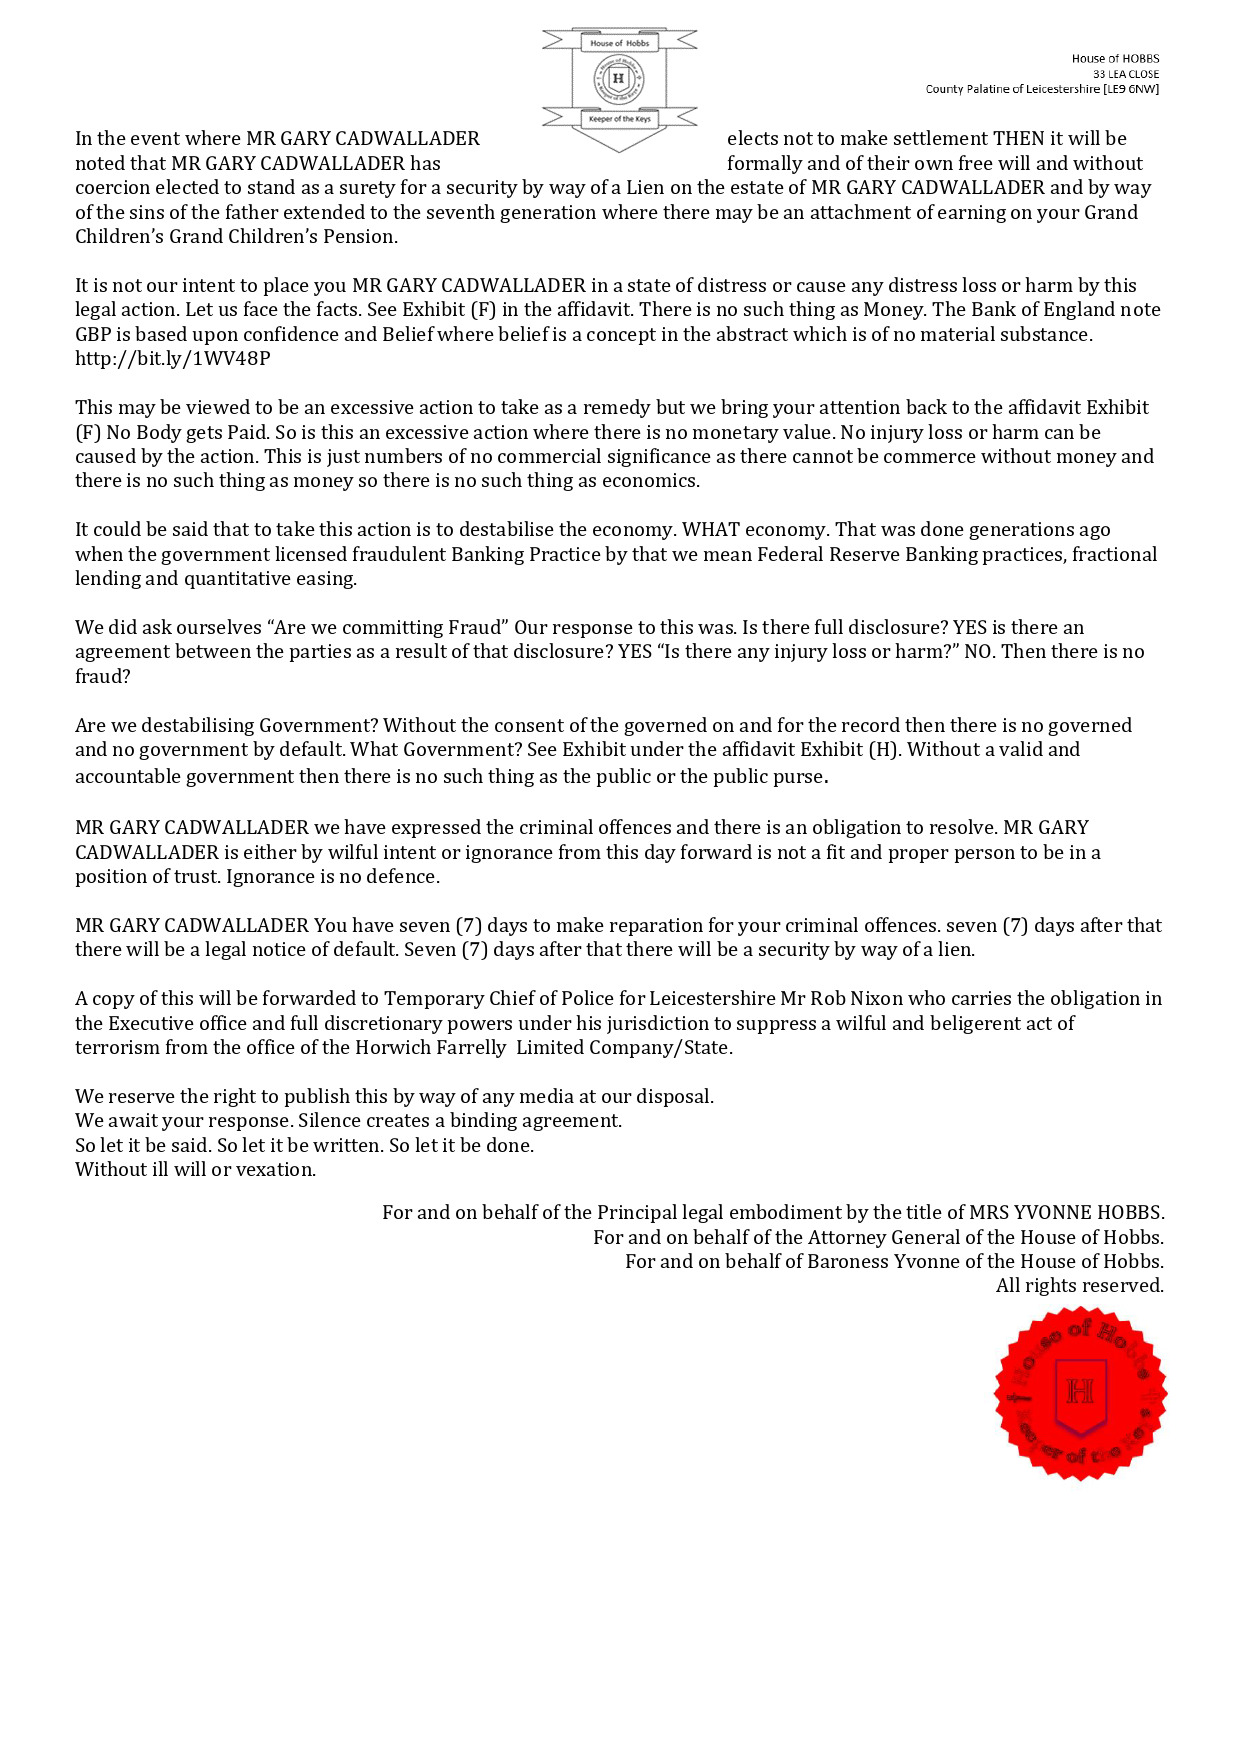 House of Hobbs
House of Hobbs
H
Keeper of the Keys
House of HOBBS
33 LEA CLOSE
County Palatine of Leicestershire [LE9 6NW]
In the event where MR GARY CADWALLADER elects not to make settlement THEN it will be
noted that MR GARY CADWALLADER has formally and of their own free will and without
coercion elected to stand as a surety for a security by way of a Lien on the estate of MR GARY CADWALLADER and by way
of the sins of the father extended to the seventh generation where there may be an attachment of earning on your Grand
Children’s Grand Children’s Pension.
It is not our intent to place you MR GARY CADWALLADER in a state of distress or cause any distress loss or harm by this
legal action. Let us face the facts. See Exhibit (F) in the affidavit. There is no such thing as Money. The Bank of England note
GBP is based upon confidence and Belief where belief is a concept in the abstract which is of no material substance.
http://bit.ly/1WV48P
This may be viewed to be an excessive action to take as a remedy but we bring your attention back to the affidavit Exhibit
(F) No Body gets Paid. So is this an excessive action where there is no monetary value. No injury loss or harm can be
caused by the action. This is just numbers of no commercial significance as there cannot be commerce without money and
there is no such thing as money so there is no such thing as economics.
It could be said that to take this action is to destabilise the economy. WHAT economy. That was done generations ago
when the government licensed fraudulent Banking Practice by that we mean Federal Reserve Banking practices, fractional
lending and quantitative easing.
We did ask ourselves “Are we committing Fraud” Our response to this was. Is there full disclosure? YES is there an
agreement between the parties as a result of that disclosure? YES “Is there any injury loss or harm?” NO. Then there is no
fraud?
Are we destabilising Government? Without the consent of the governed on and for the record then there is no governed
and no government by default. What Government? See Exhibit under the affidavit Exhibit (H). Without a valid and
accountable government then there is no such thing as the public or the public purse.
MR GARY CADWALLADER we have expressed the criminal offences and there is an obligation to resolve. MR GARY
CADWALLADER is either by wilful intent or ignorance from this day forward is not a fit and proper person to be in a
position of trust. Ignorance is no defence.
MR GARY CADWALLADER You have seven (7) days to make reparation for your criminal offences. seven (7) days after that
there will be a legal notice of default. Seven (7) days after that there will be a security by way of a lien.
A copy of this will be forwarded to Temporary Chief of Police for Leicestershire Mr Rob Nixon who carries the obligation in
the Executive office and full discretionary powers under his jurisdiction to suppress a wilful and beligerent act of
terrorism from the office of the Horwich Farrelly Limited Company/State.
We reserve the right to publish this by way of any media at our disposal.
We await your response. Silence creates a binding agreement.
So let it be said. So let it be written. So let it be done.
Without ill will or vexation.
For and on behalf of the Principal legal embodiment by the title of MRS YVONNE HOBBS.
For and on behalf of the Attorney General of the House of Hobbs.
For and on behalf of Baroness Yvonne of the House of Hobbs.
All rights reserved.
House of Hobbs
H
Keeper of the Keys